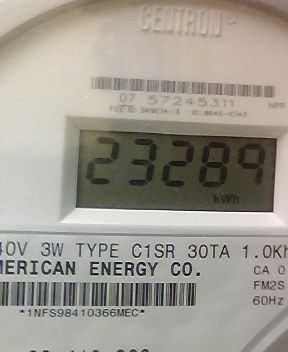 CENTRON®
07 57245311
23289
kWh
40V 3W TYPE C1SR 30TA 1.0Kh
MERICAN ENERGY CO.
CA 0
FM2S
60Hz
*1NFS98410366MEC*